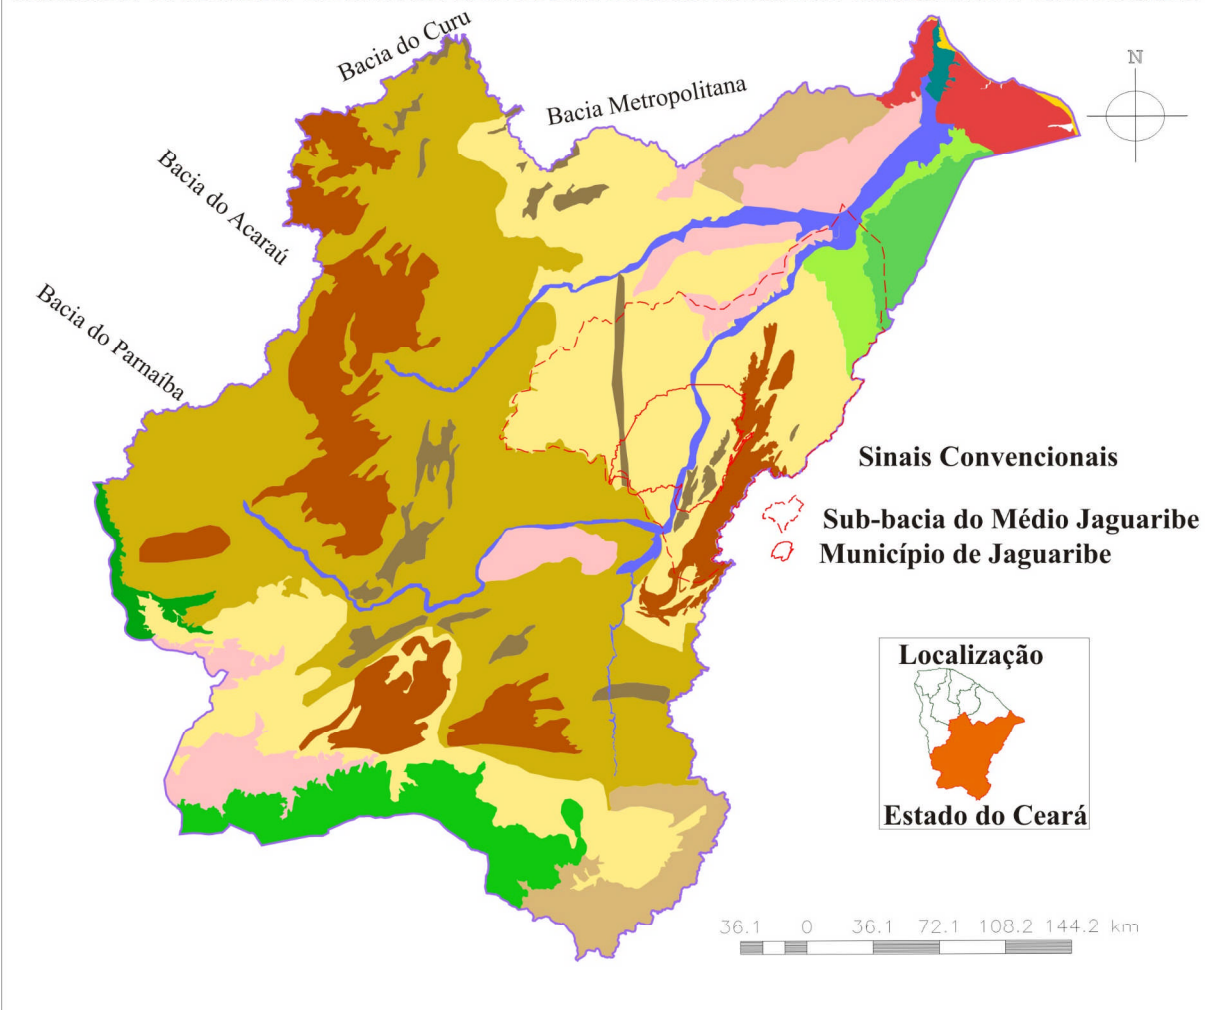 Bacia do Curu
Bacia Metropolitana
N
Bacia do Acaraú
Bacia do Parnaíba
Sinais Convencionais
Sub-bacia do Médio Jaguaribe
Município de Jaguaribe
Localização
Estado do Ceará
36.1 0 36.1 72.1 108.2 144.2 km